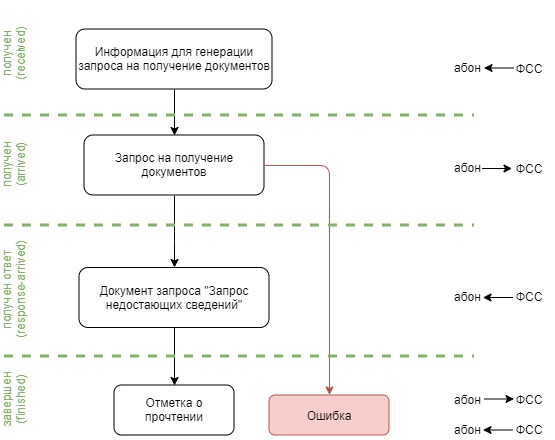 получен
(received)
Информация для генерации
запроса на получение документов
абон ФСС
получен
(arrived)
Запрос на получение
документов
абон ФСС
получен ответ
(response-arrived)
Документ запроса "Запрос
недостающих сведений"
абон ФСС
завершен
(finished)
Отметка о
прочтении
Ошибка
абон ФСС
абон ФСС